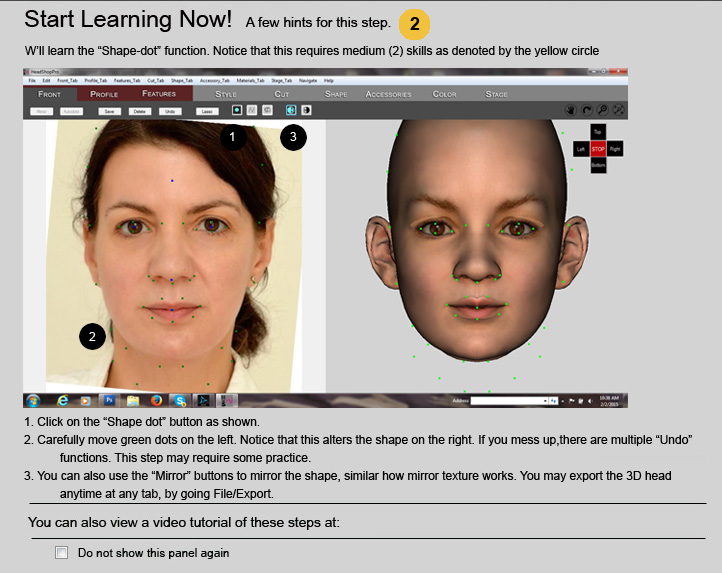 Start Learning Now! A few hints for this step. 2
W'll learn the “Shape-dot” function. Notice that this requires medium (2) skills as denoted by the yellow circle
HeadShopPro
File Edit Front_Tab Profile_Tab Features_Tab Cut_Tab Shape_Tab Accessory_Tab Materials_Tab Stage_Tab Navigate Help
FRONT PROFILE FEATURES STYLE CUT SHAPE ACCESSORIES COLOR STAGE
Save Delete Undo Lasso
1 3
Top
Left STOP Right
Bottom
2
Address
10:38 AM
2/2/2015
1. Click on the “Shape dot” button as shown.
2. Carefully move green dots on the left. Notice that this alters the shape on the right. If you mess up,there are multiple “Undo”
functions. This step may require some practice.
3. You can also use the “Mirror” buttons to mirror the shape, similar how mirror texture works. You may export the 3D head
anytime at any tab, by going File/Export.
You can also view a video tutorial of these steps at:
Do not show this panel again